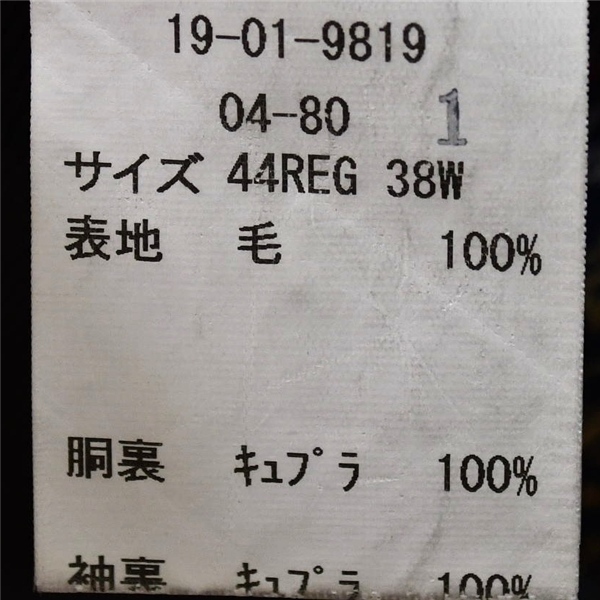 19-01-9819
04-80 1
サイズ 44REG 38W
表地 毛 100%
胴裏 ｷｭﾌﾟﾗ 100%
袖裏 ｷｭﾌﾟﾗ 100%